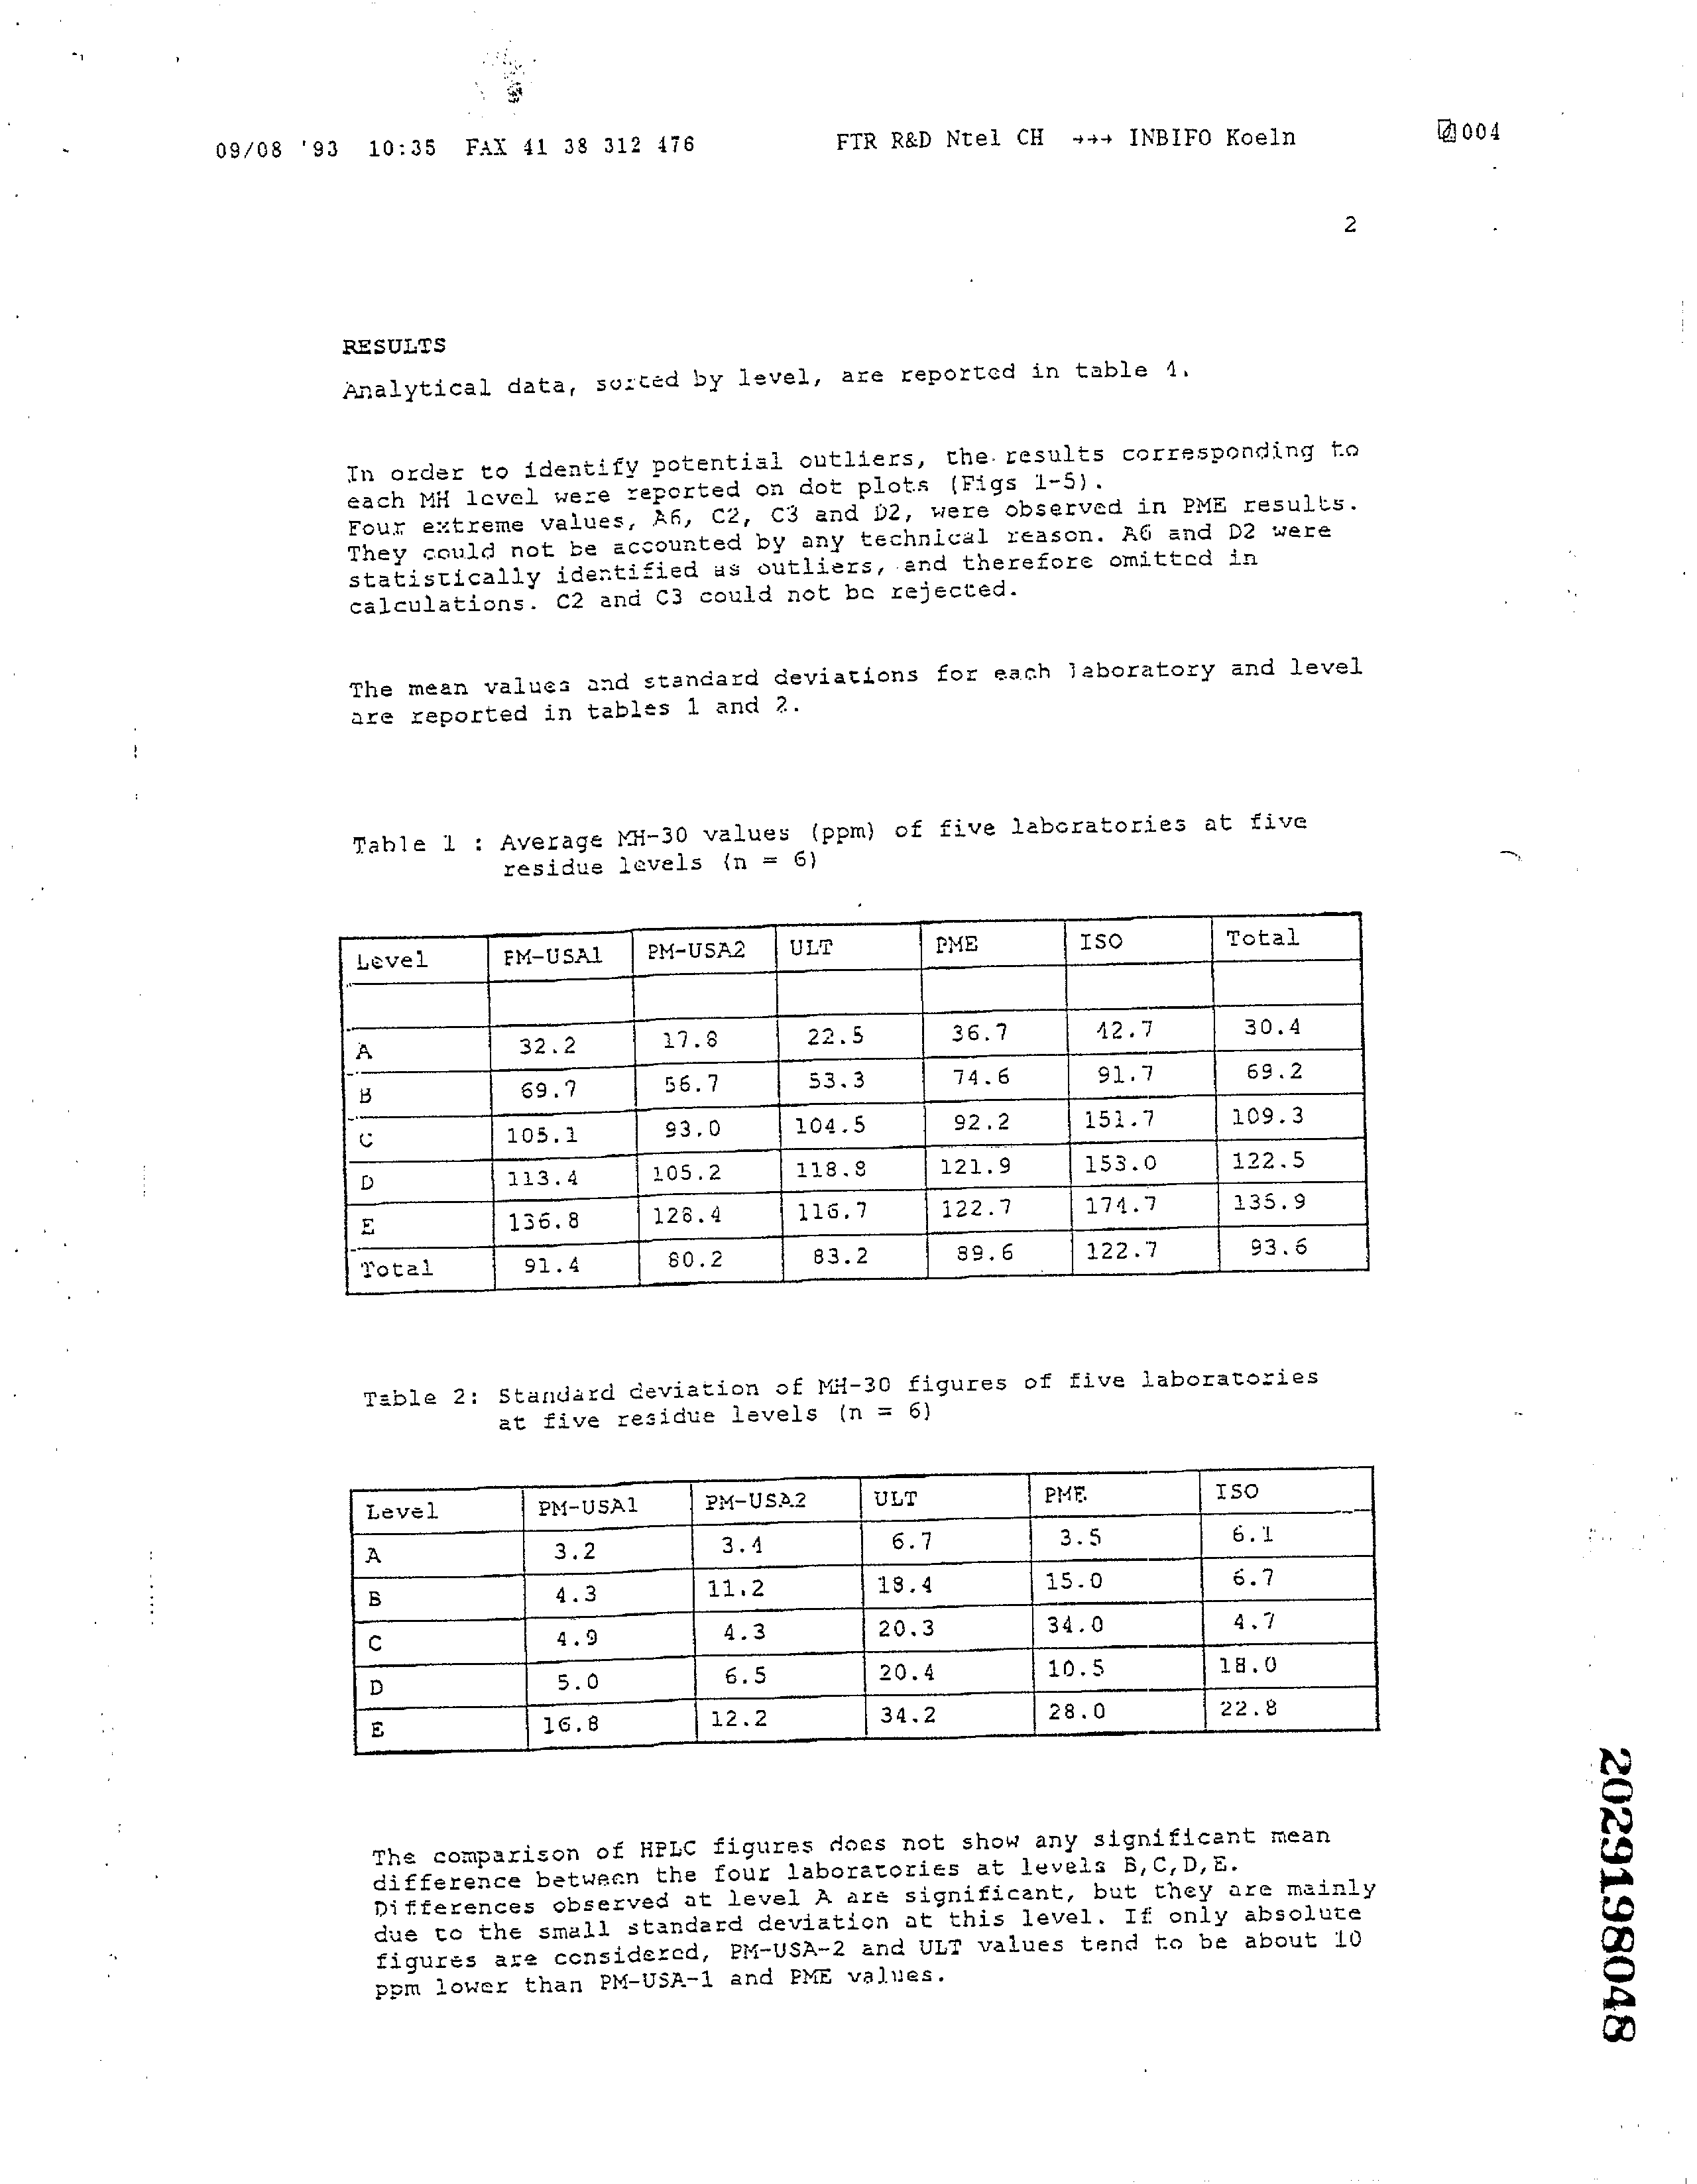 09/08 '93 10:35 FAX 41 38 312 476 FTR R&D Ntel CH →→→ INBIFO Koeln 004
2
RESULTS
Analytical data, sorted by level, are reported in table 1.
In order to identify potential outliers, the results corresponding to
each MH level were reported on dot plots (Figs 1-5).
Four extreme values, A6, C2, C3 and D2, were observed in PME results.
They could not be accounted by any technical reason. A6 and D2 were
statistically identified as outliers, and therefore omitted in
calculations. C2 and C3 could not be rejected.
The mean values and standard deviations for each laboratory and level
are reported in tables 1 and 2.
Table 1 : Average MH-30 values (ppm) of five laboratories at five
residue levels (n = 6)
Level PM-USA1 PM-USA2 ULT PME ISO Total
A 32.2 17.8 22.5 36.7 42.7 30.4
B 69.7 56.7 53.3 74.6 91.7 69.2
C 105.1 93.0 104.5 92.2 151.7 109.3
D 113.4 105.2 118.8 121.9 153.0 122.5
E 136.8 128.4 116.7 122.7 174.7 135.9
Total 91.4 80.2 83.2 89.6 122.7 93.6
Table 2: Standard deviation of MH-30 figures of five laboratories
at five residue levels (n = 6)
Level PM-USA1 PM-USA2 ULT PME ISO
A 3.2 3.4 6.7 3.5 6.1
B 4.3 11.2 18.4 15.0 6.7
C 4.9 4.3 20.3 34.0 4.7
D 5.0 6.5 20.4 10.5 18.0
E 16.8 12.2 34.2 28.0 22.8
The comparison of HPLC figures does not show any significant mean
difference between the four laboratories at levels B,C,D,E.
Differences observed at level A are significant, but they are mainly
due to the small standard deviation at this level. If only absolute
figures are considered, PM-USA-2 and ULT values tend to be about 10
ppm lower than PM-USA-1 and PME values.
2029198048